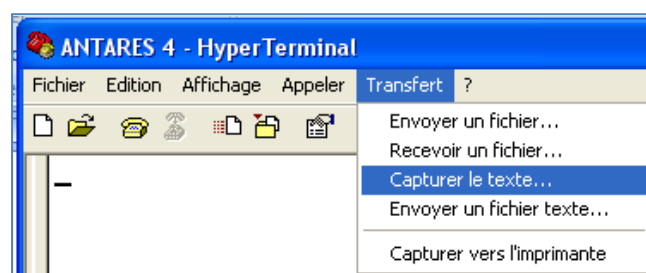 ANTARES 4 - HyperTerminal
Fichier Edition Affichage Appeler Transfert ?
Envoyer un fichier...
Recevoir un fichier...
Capturer le texte...
Envoyer un fichier texte...
Capturer vers l'imprimante